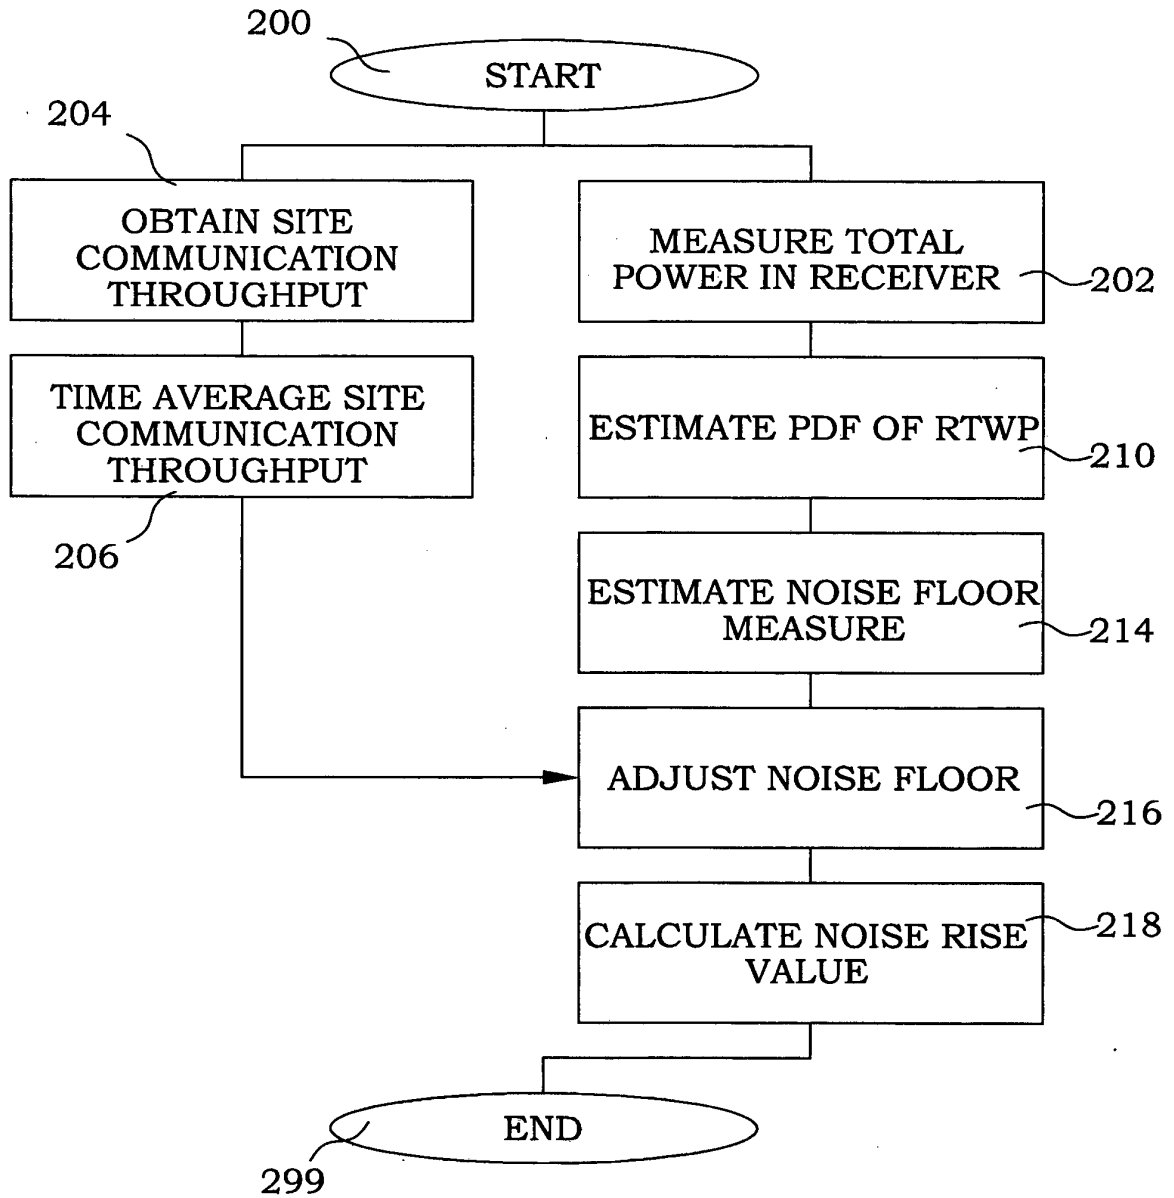 200
START
204
OBTAIN SITE
COMMUNICATION
THROUGHPUT
MEASURE TOTAL
POWER IN RECEIVER
202
TIME AVERAGE SITE
COMMUNICATION
THROUGHPUT
206
ESTIMATE PDF OF RTWP
210
ESTIMATE NOISE FLOOR
MEASURE
214
ADJUST NOISE FLOOR
216
CALCULATE NOISE RISE
VALUE
218
END
299